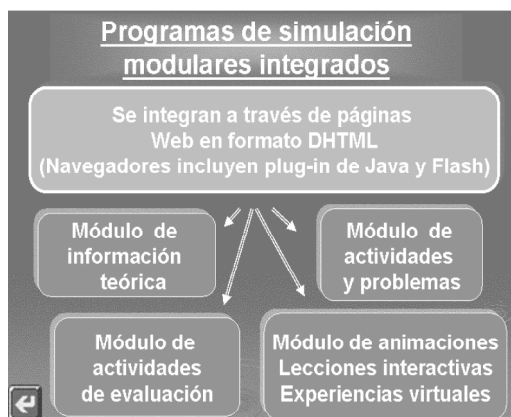 Programas de simulación
modulares integrados
Se integran a través de páginas
Web en formato DHTML
(Navegadores incluyen plug-in de Java y Flash)
Módulo de
información
teórica
Módulo de
actividades
y problemas
Módulo de
actividades
de evaluación
Módulo de animaciones
Lecciones interactivas
Experiencias virtuales